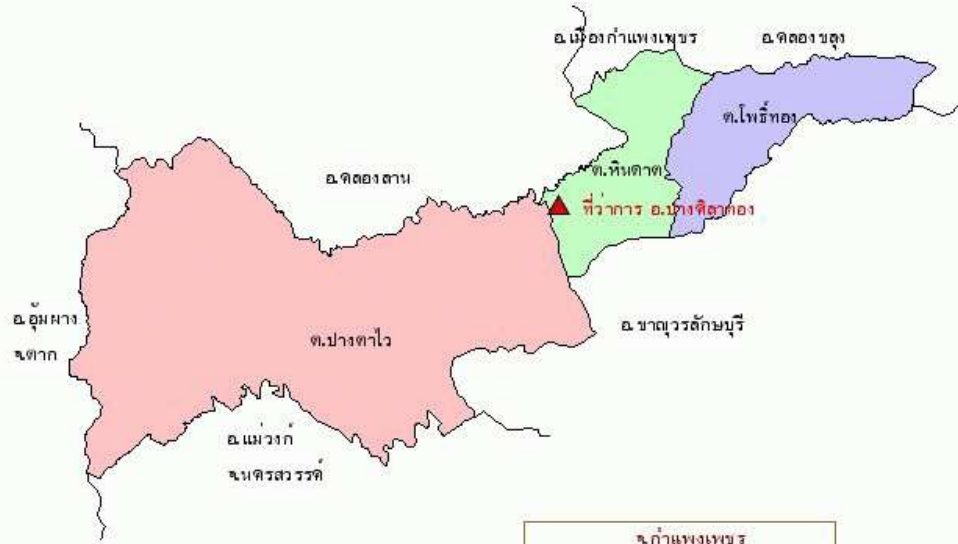 อ.เมืองกำแพงเพชร
อ.คลองขลุง
ต.โพธิ์ทอง
ต.หินดาต
อ.คลองลาน
ที่ว่าการ อ.ปางศิลาทอง
อ.อุ้มผาง
จ.ตาก
ต.ปางตาไว
อ.ขาณุวรลักษบุรี
อ.แม่วงก์
จ.นครสวรรค์
จ.กำแพงเพชร